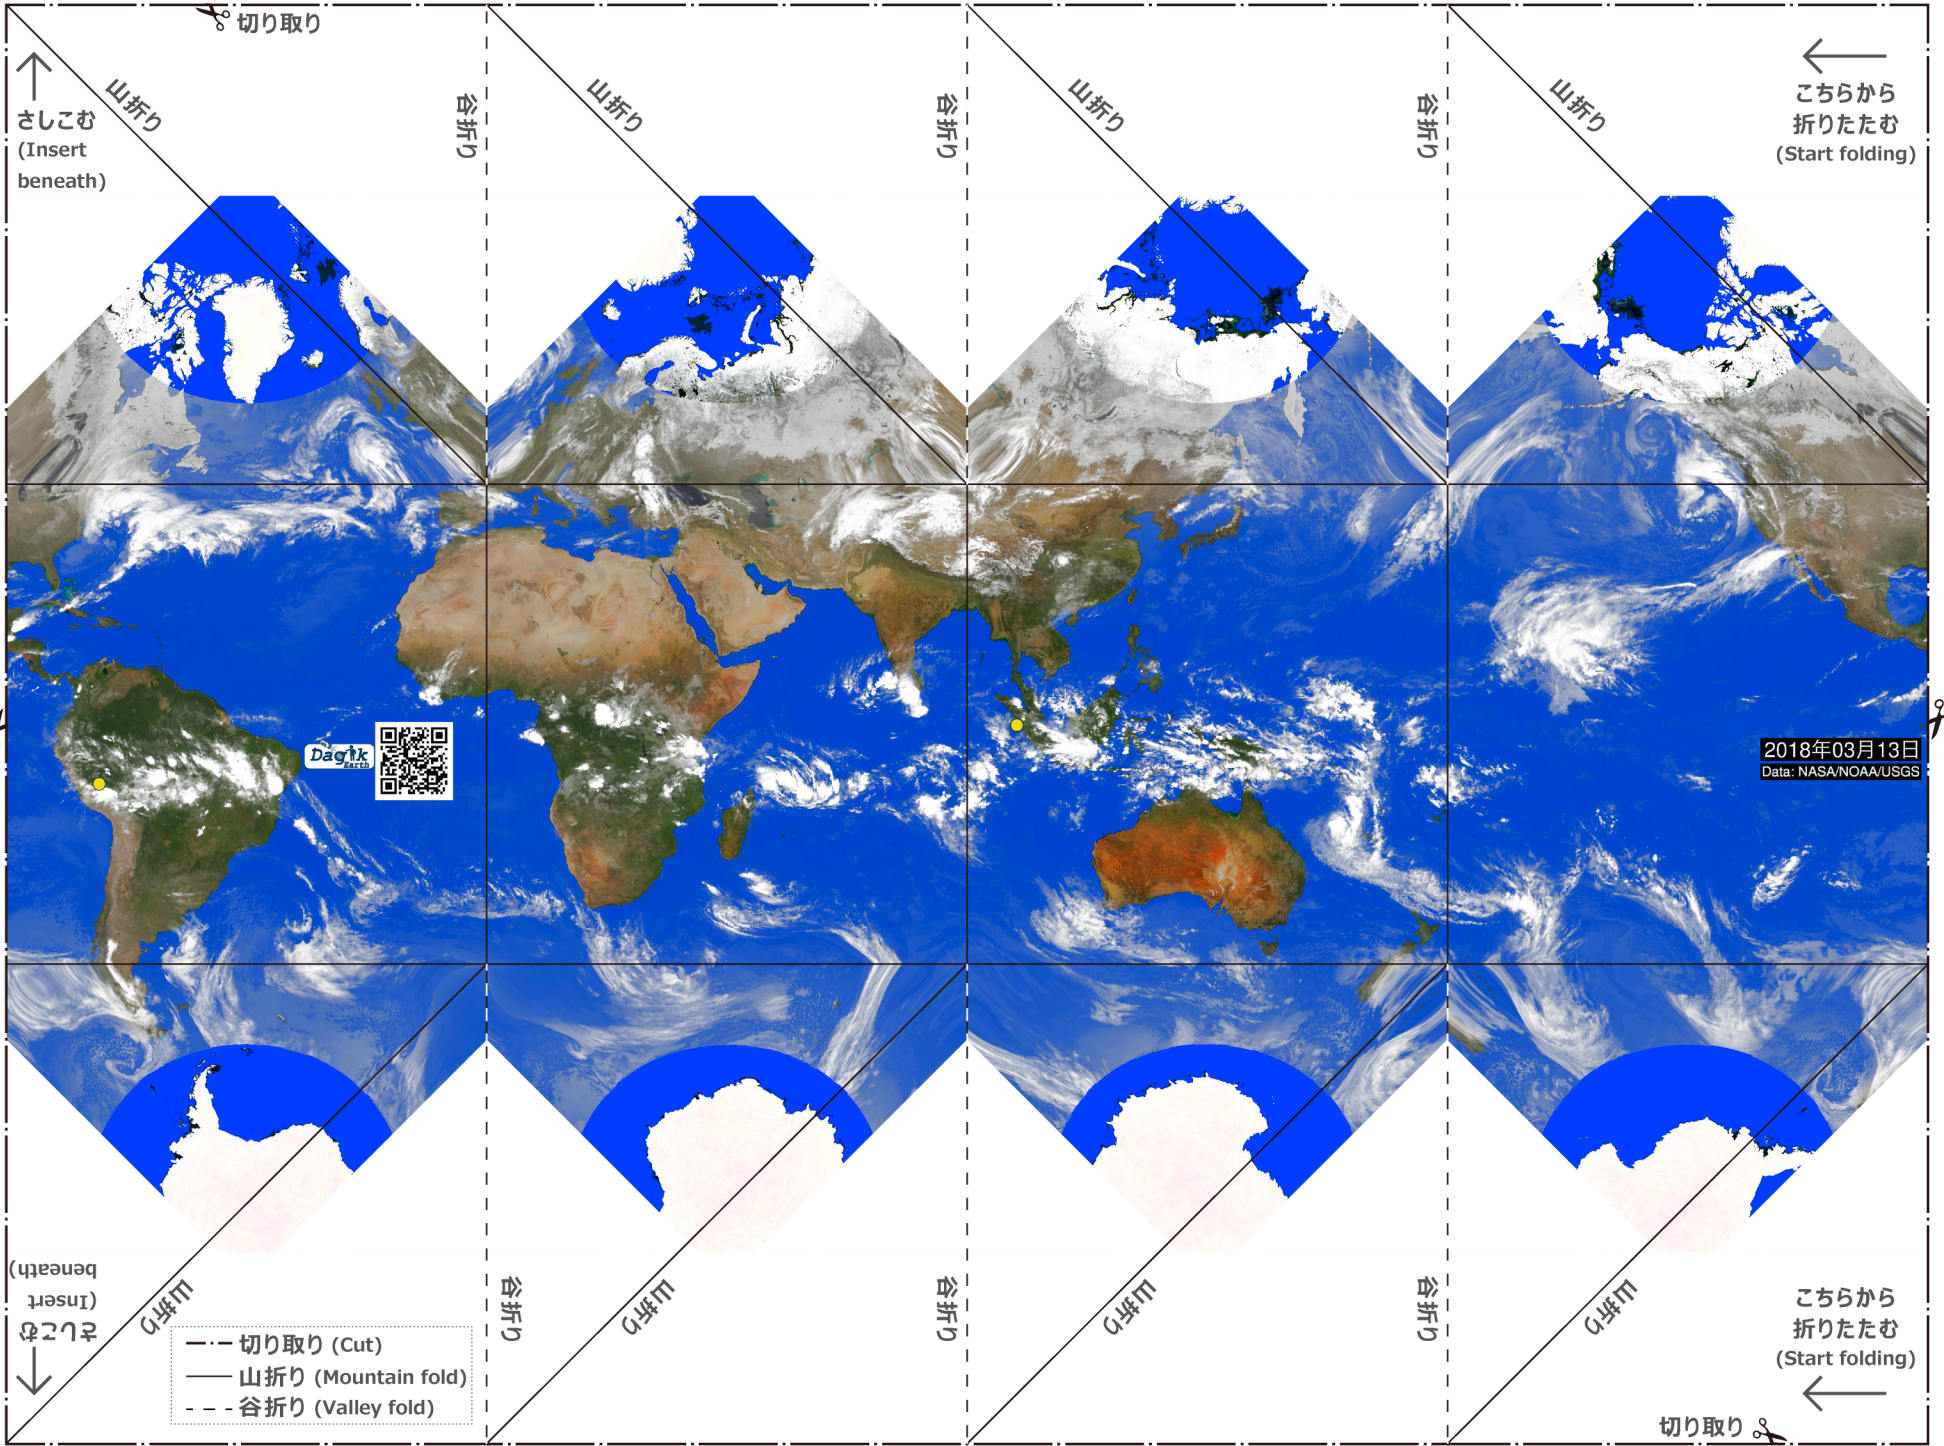 切り取り
山折り
谷折り
山折り
谷折り
山折り
谷折り
山折り
さしこむ
(Insert
beneath)
こちらから
折りたたむ
(Start folding)
Dagik
Earth
2018年03月13日
Data: NASA/NOAA/USGS
さしこむ
(Insert
beneath)
山折り
谷折り
山折り
谷折り
山折り
谷折り
山折り
こちらから
折りたたむ
(Start folding)
切り取り (Cut)
山折り (Mountain fold)
谷折り (Valley fold)
切り取り